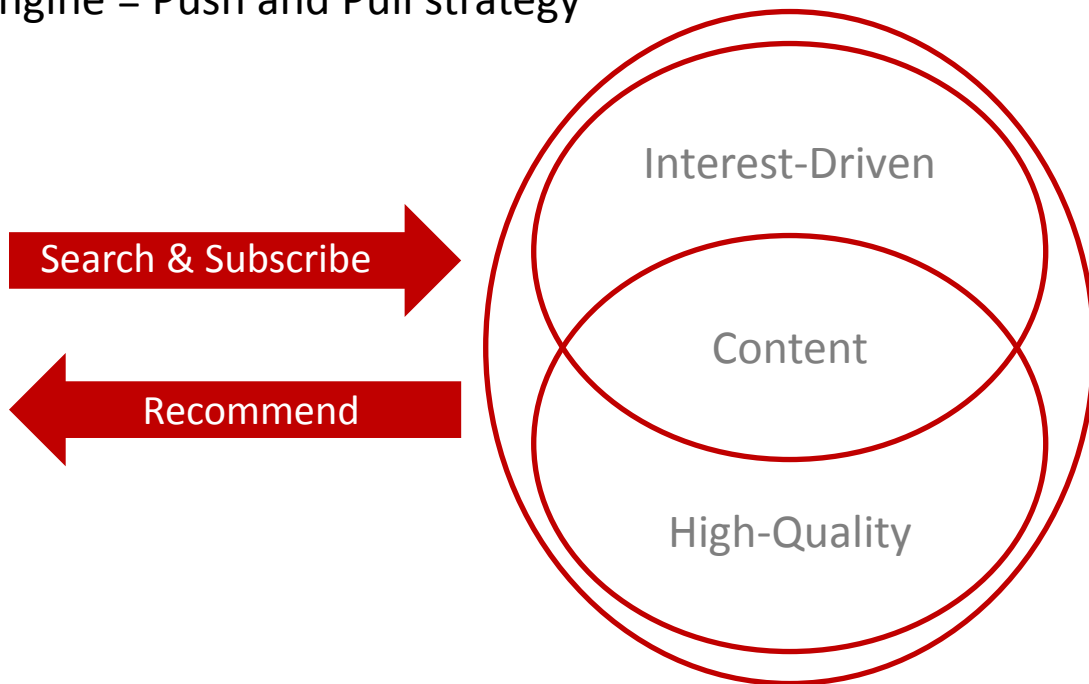 ngine = Push and Pull strategy
Interest-Driven
Search & Subscribe
Content
Recommend
High-Quality